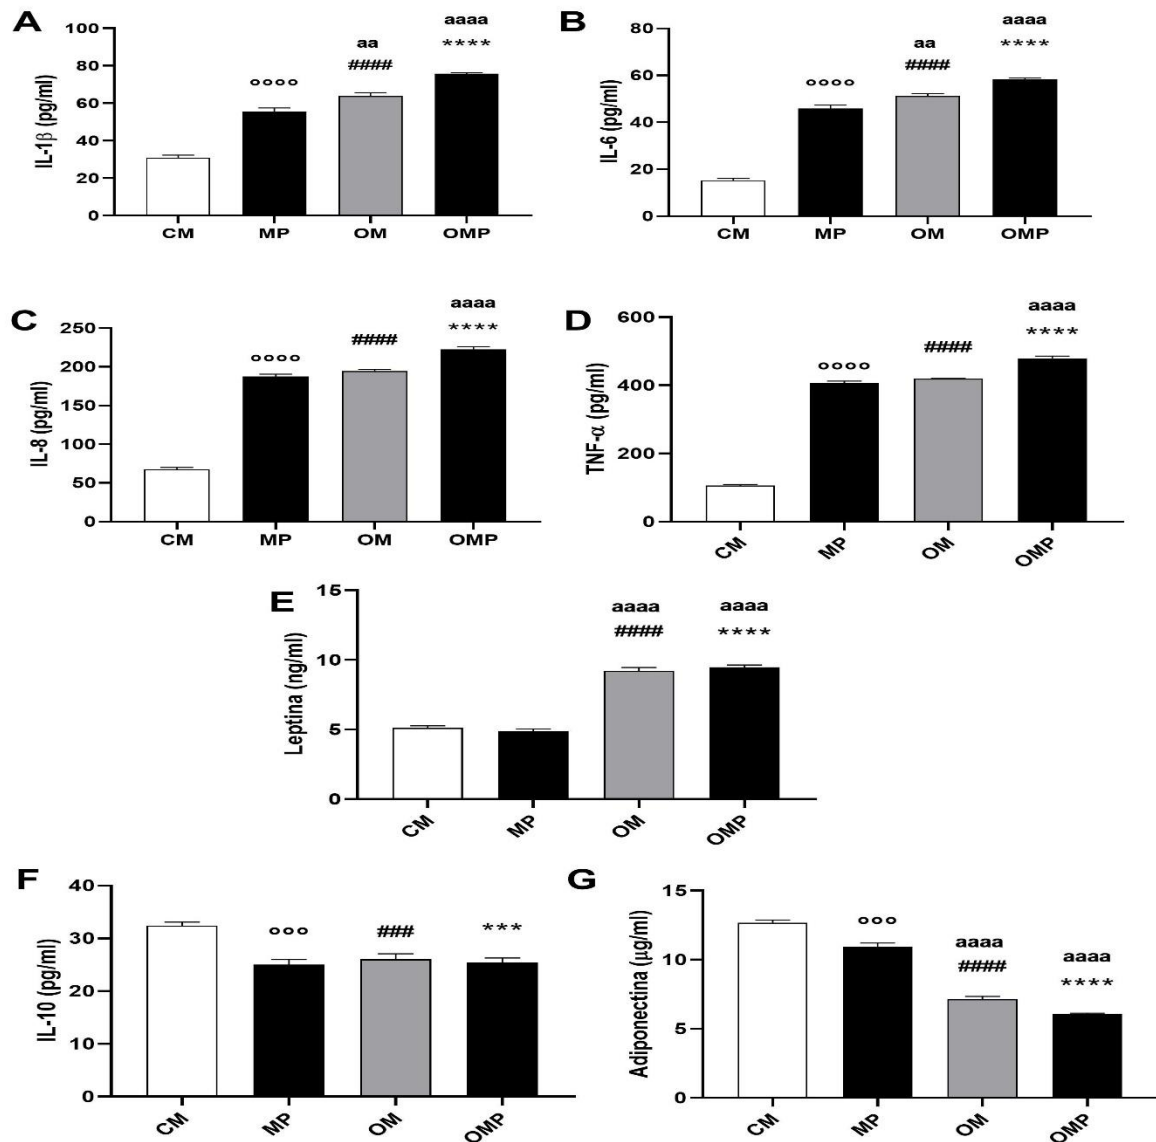 A
IL-1β (pg/ml)
100
80
60
40
20
0
oooo
aa
####
aaaa
****
CM MP OM OMP
B
IL-6 (pg/ml)
80
60
40
20
0
oooo
aa
####
aaaa
****
CM MP OM OMP
C
IL-8 (pg/ml)
250
200
150
100
50
0
oooo
####
aaaa
****
CM MP OM OMP
D
TNF-α (pg/ml)
600
400
200
0
oooo
####
aaaa
****
CM MP OM OMP
E
Leptina (ng/ml)
15
10
5
0
aaaa
####
aaaa
****
CM MP OM OMP
F
IL-10 (pg/ml)
40
30
20
10
0
ooo
###
***
CM MP OM OMP
G
Adiponectina (μg/ml)
15
10
5
0
ooo
aaaa
####
aaaa
****
CM MP OM OMP